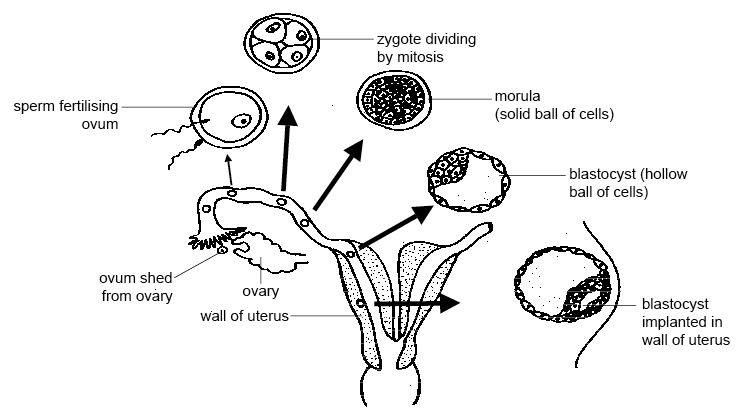 zygote dividing
by mitosis
sperm fertilising
ovum
morula
(solid ball of cells)
blastocyst (hollow
ball of cells)
ovum shed
from ovary
ovary
wall of uterus
blastocyst
implanted in
wall of uterus